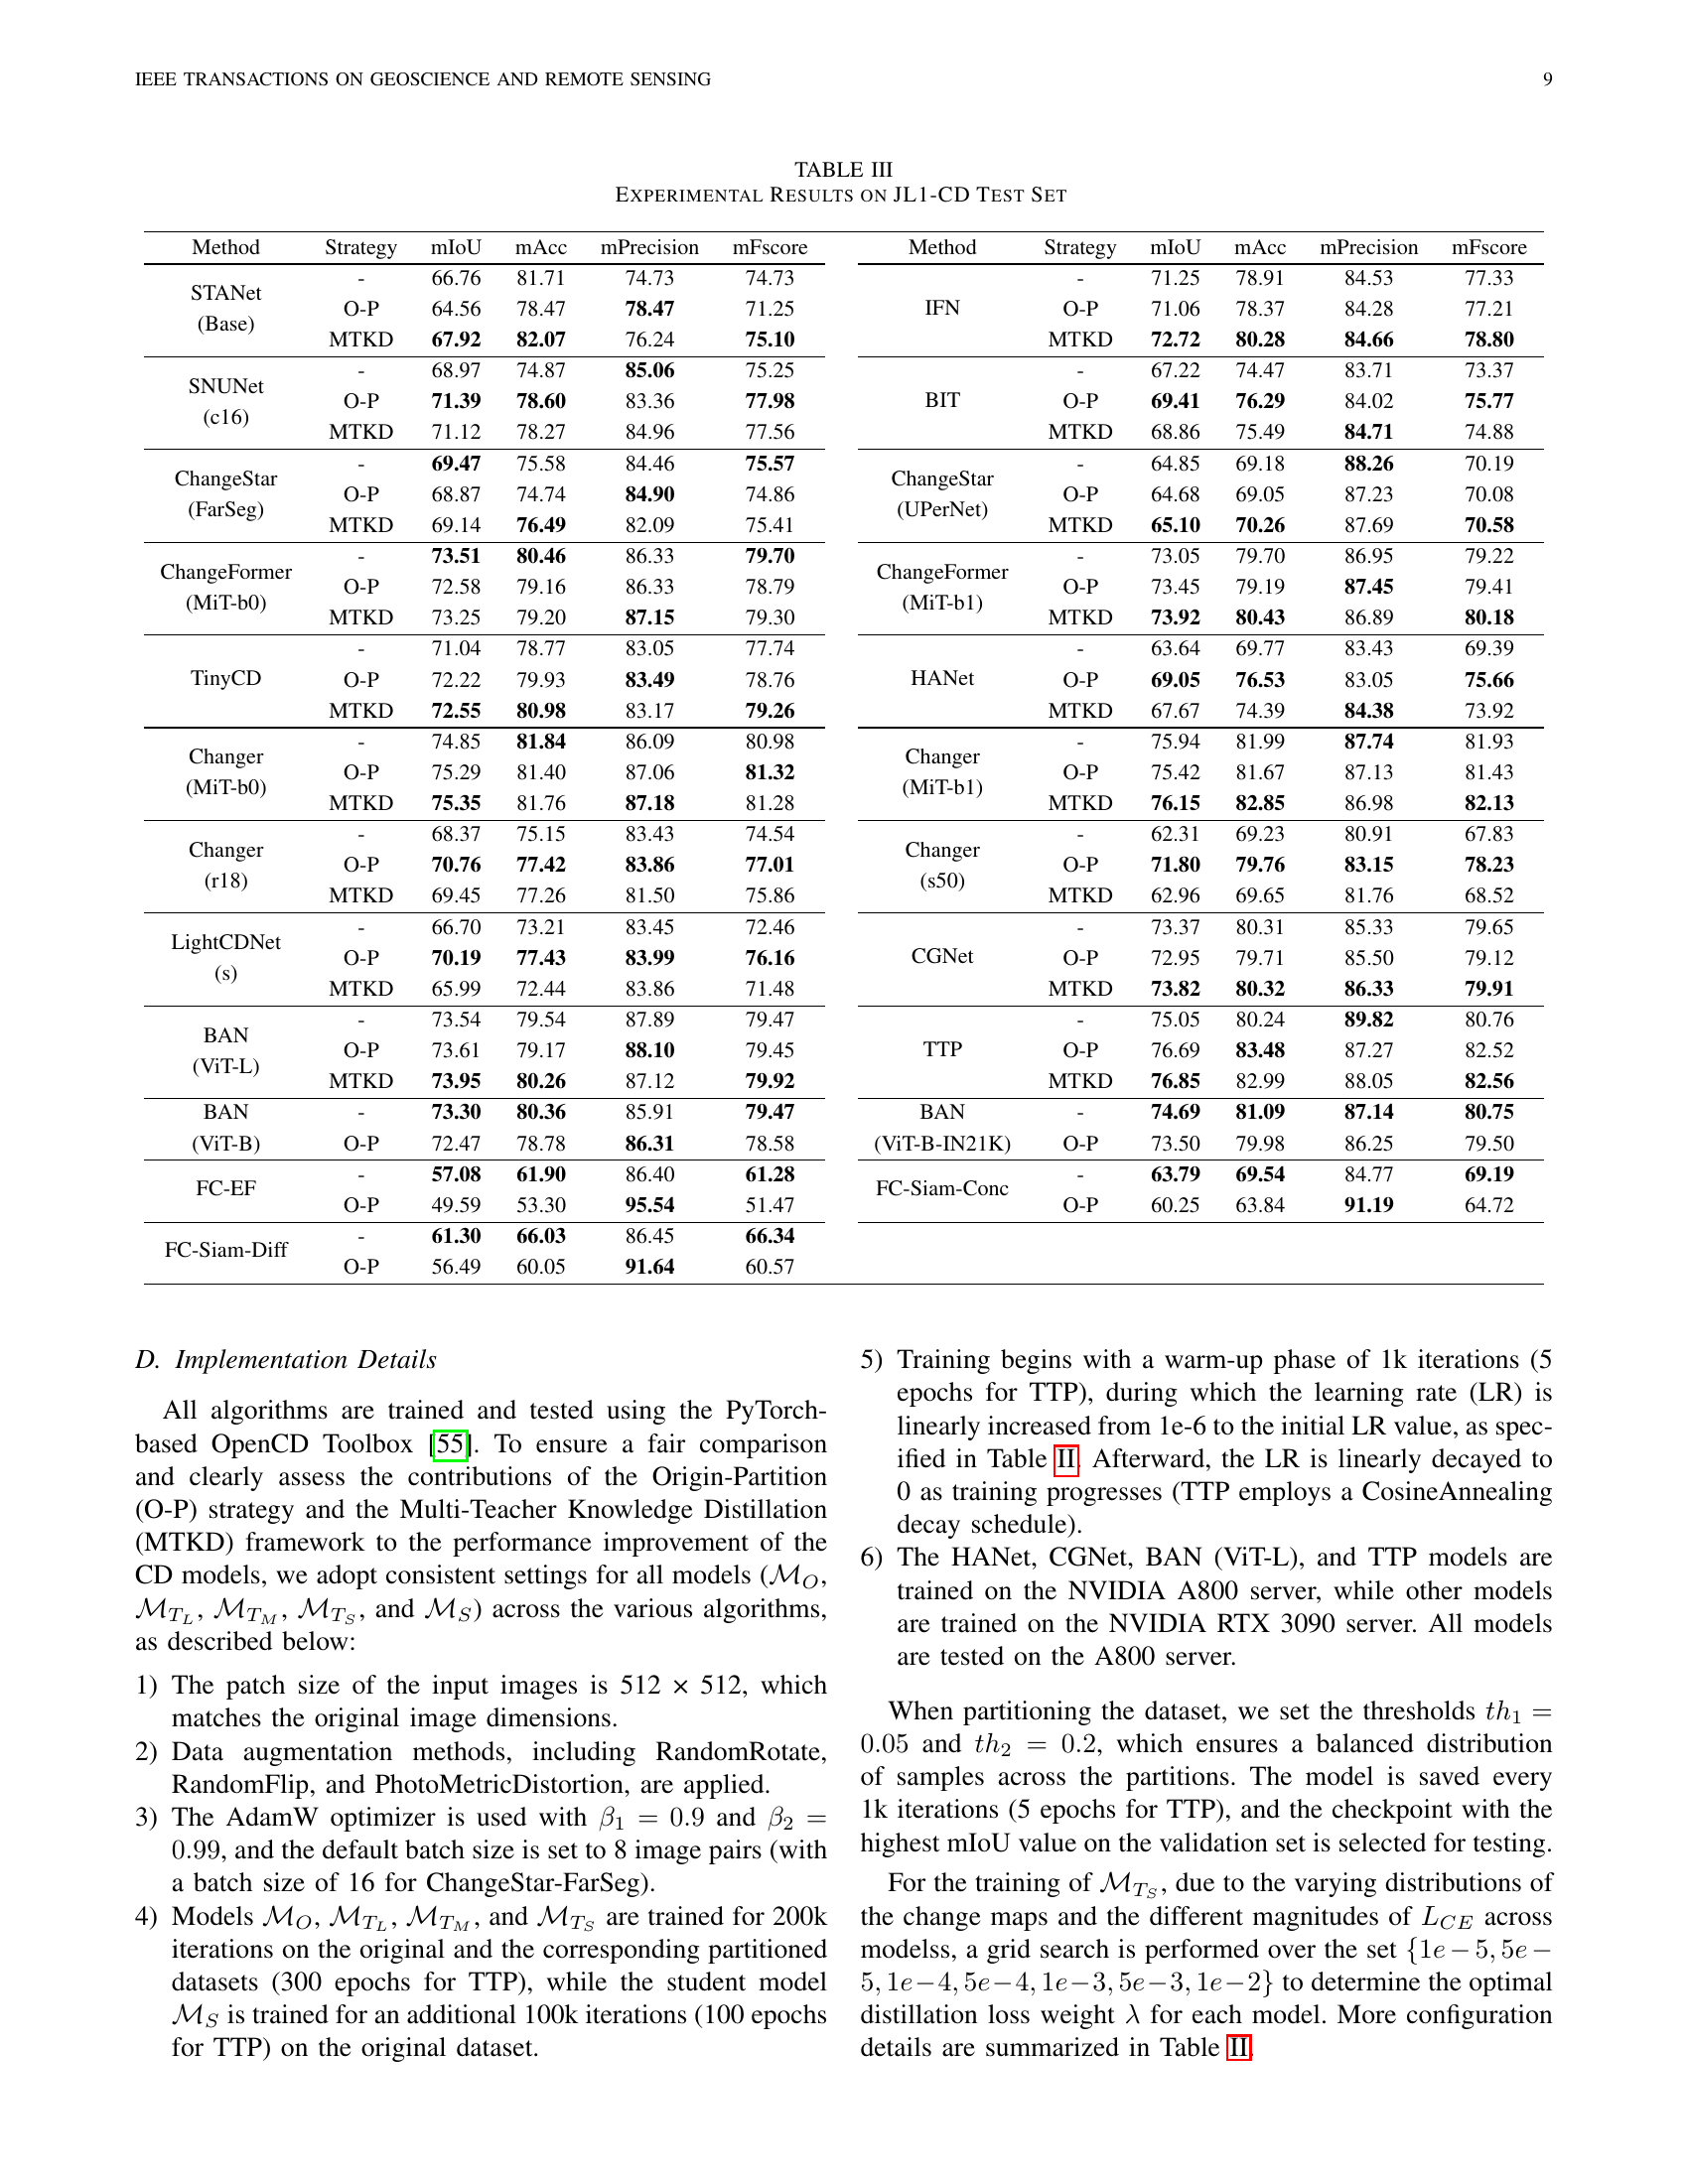 IEEE TRANSACTIONS ON GEOSCIENCE AND REMOTE SENSING 9
TABLE III
EXPERIMENTAL RESULTS ON JL1-CD TEST SET
Method Strategy mIoU mAcc mPrecision mFscore
STANet (Base) - 66.76 81.71 74.73 74.73
O-P 64.56 78.47 78.47 71.25
MTKD 67.92 82.07 76.24 75.10
SNUNet (c16) - 68.97 74.87 85.06 75.25
O-P 71.39 78.60 83.36 77.98
MTKD 71.12 78.27 84.96 77.56
ChangeStar (FarSeg) - 69.47 75.58 84.46 75.57
O-P 68.87 74.74 84.90 74.86
MTKD 69.14 76.49 82.09 75.41
ChangeFormer (MiT-b0) - 73.51 80.46 86.33 79.70
O-P 72.58 79.16 86.33 78.79
MTKD 73.25 79.20 87.15 79.30
TinyCD - 71.04 78.77 83.05 77.74
O-P 72.22 79.93 83.49 78.76
MTKD 72.55 80.98 83.17 79.26
Changer (MiT-b0) - 74.85 81.84 86.09 80.98
O-P 75.29 81.40 87.06 81.32
MTKD 75.35 81.76 87.18 81.28
Changer (r18) - 68.37 75.15 83.43 74.54
O-P 70.76 77.42 83.86 77.01
MTKD 69.45 77.26 81.50 75.86
LightCDNet (s) - 66.70 73.21 83.45 72.46
O-P 70.19 77.43 83.99 76.16
MTKD 65.99 72.44 83.86 71.48
BAN (ViT-L) - 73.54 79.54 87.89 79.47
O-P 73.61 79.17 88.10 79.45
MTKD 73.95 80.26 87.12 79.92
BAN (ViT-B) - 73.30 80.36 85.91 79.47
O-P 72.47 78.78 86.31 78.58
FC-EF - 57.08 61.90 86.40 61.28
O-P 49.59 53.30 95.54 51.47
FC-Siam-Diff - 61.30 66.03 86.45 66.34
O-P 56.49 60.05 91.64 60.57
Method Strategy mIoU mAcc mPrecision mFscore
IFN - 71.25 78.91 84.53 77.33
O-P 71.06 78.37 84.28 77.21
MTKD 72.72 80.28 84.66 78.80
BIT - 67.22 74.47 83.71 73.37
O-P 69.41 76.29 84.02 75.77
MTKD 68.86 75.49 84.71 74.88
ChangeStar (UPerNet) - 64.85 69.18 88.26 70.19
O-P 64.68 69.05 87.23 70.08
MTKD 65.10 70.26 87.69 70.58
ChangeFormer (MiT-b1) - 73.05 79.70 86.95 79.22
O-P 73.45 79.19 87.45 79.41
MTKD 73.92 80.43 86.89 80.18
HANet - 63.64 69.77 83.43 69.39
O-P 69.05 76.53 83.05 75.66
MTKD 67.67 74.39 84.38 73.92
Changer (MiT-b1) - 75.94 81.99 87.74 81.93
O-P 75.42 81.67 87.13 81.43
MTKD 76.15 82.85 86.98 82.13
Changer (s50) - 62.31 69.23 80.91 67.83
O-P 71.80 79.76 83.15 78.23
MTKD 62.96 69.65 81.76 68.52
CGNet - 73.37 80.31 85.33 79.65
O-P 72.95 79.71 85.50 79.12
MTKD 73.82 80.32 86.33 79.91
TTP - 75.05 80.24 89.82 80.76
O-P 76.69 83.48 87.27 82.52
MTKD 76.85 82.99 88.05 82.56
BAN (ViT-B-IN21K) - 74.69 81.09 87.14 80.75
O-P 73.50 79.98 86.25 79.50
FC-Siam-Conc - 63.79 69.54 84.77 69.19
O-P 60.25 63.84 91.19 64.72
D. Implementation Details
All algorithms are trained and tested using the PyTorch-
based OpenCD Toolbox [55]. To ensure a fair comparison
and clearly assess the contributions of the Origin-Partition
(O-P) strategy and the Multi-Teacher Knowledge Distillation
(MTKD) framework to the performance improvement of the
CD models, we adopt consistent settings for all models (M_O,
M_{T_L}, M_{T_M}, M_{T_S}, and M_S) across the various algorithms,
as described below:
1) The patch size of the input images is 512 × 512, which
matches the original image dimensions.
2) Data augmentation methods, including RandomRotate,
RandomFlip, and PhotoMetricDistortion, are applied.
3) The AdamW optimizer is used with β1 = 0.9 and β2 =
0.99, and the default batch size is set to 8 image pairs (with
a batch size of 16 for ChangeStar-FarSeg).
4) Models M_O, M_{T_L}, M_{T_M}, and M_{T_S} are trained for 200k
iterations on the original and the corresponding partitioned
datasets (300 epochs for TTP), while the student model
M_S is trained for an additional 100k iterations (100 epochs
for TTP) on the original dataset.
5) Training begins with a warm-up phase of 1k iterations (5
epochs for TTP), during which the learning rate (LR) is
linearly increased from 1e-6 to the initial LR value, as spec-
ified in Table II. Afterward, the LR is linearly decayed to
0 as training progresses (TTP employs a CosineAnnealing
decay schedule).
6) The HANet, CGNet, BAN (ViT-L), and TTP models are
trained on the NVIDIA A800 server, while other models
are trained on the NVIDIA RTX 3090 server. All models
are tested on the A800 server.
When partitioning the dataset, we set the thresholds th1 =
0.05 and th2 = 0.2, which ensures a balanced distribution
of samples across the partitions. The model is saved every
1k iterations (5 epochs for TTP), and the checkpoint with the
highest mIoU value on the validation set is selected for testing.
For the training of M_{T_S}, due to the varying distributions of
the change maps and the different magnitudes of L_{CE} across
modelss, a grid search is performed over the set {1e−5, 5e−
5, 1e−4, 5e−4, 1e−3, 5e−3, 1e−2} to determine the optimal
distillation loss weight λ for each model. More configuration
details are summarized in Table II.